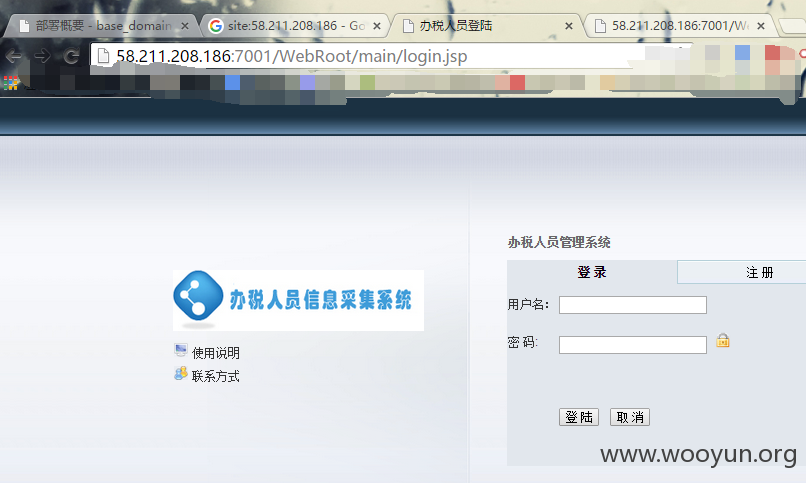 部署概要 - base_domain
site:58.211.208.186 - Go
办税人员登陆
58.211.208.186:7001/We
58.211.208.186:7001/WebRoot/main/login.jsp
办税人员管理系统
登 录
注 册
办税人员信息采集系统
用户名:
使用说明
密 码:
联系方式
登 陆
取 消
www.wooyun.org